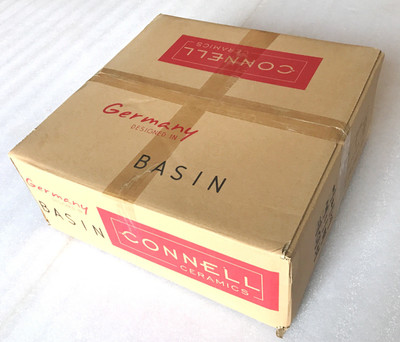 CONNELL
CERAMICS
Germany
DESIGNED IN
BASIN
Germany
BASIN
CONNELL
CERAMICS